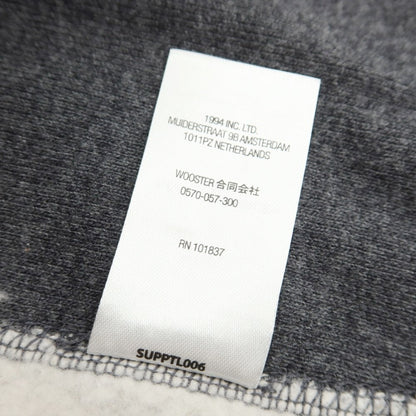 1994 INC. LTD.
MUIDERSTRAAT 9B AMSTERDAM
1011PZ NETHERLANDS
WOOSTER 合同会社
0570-057-300
RN 101837
SUPPTL006